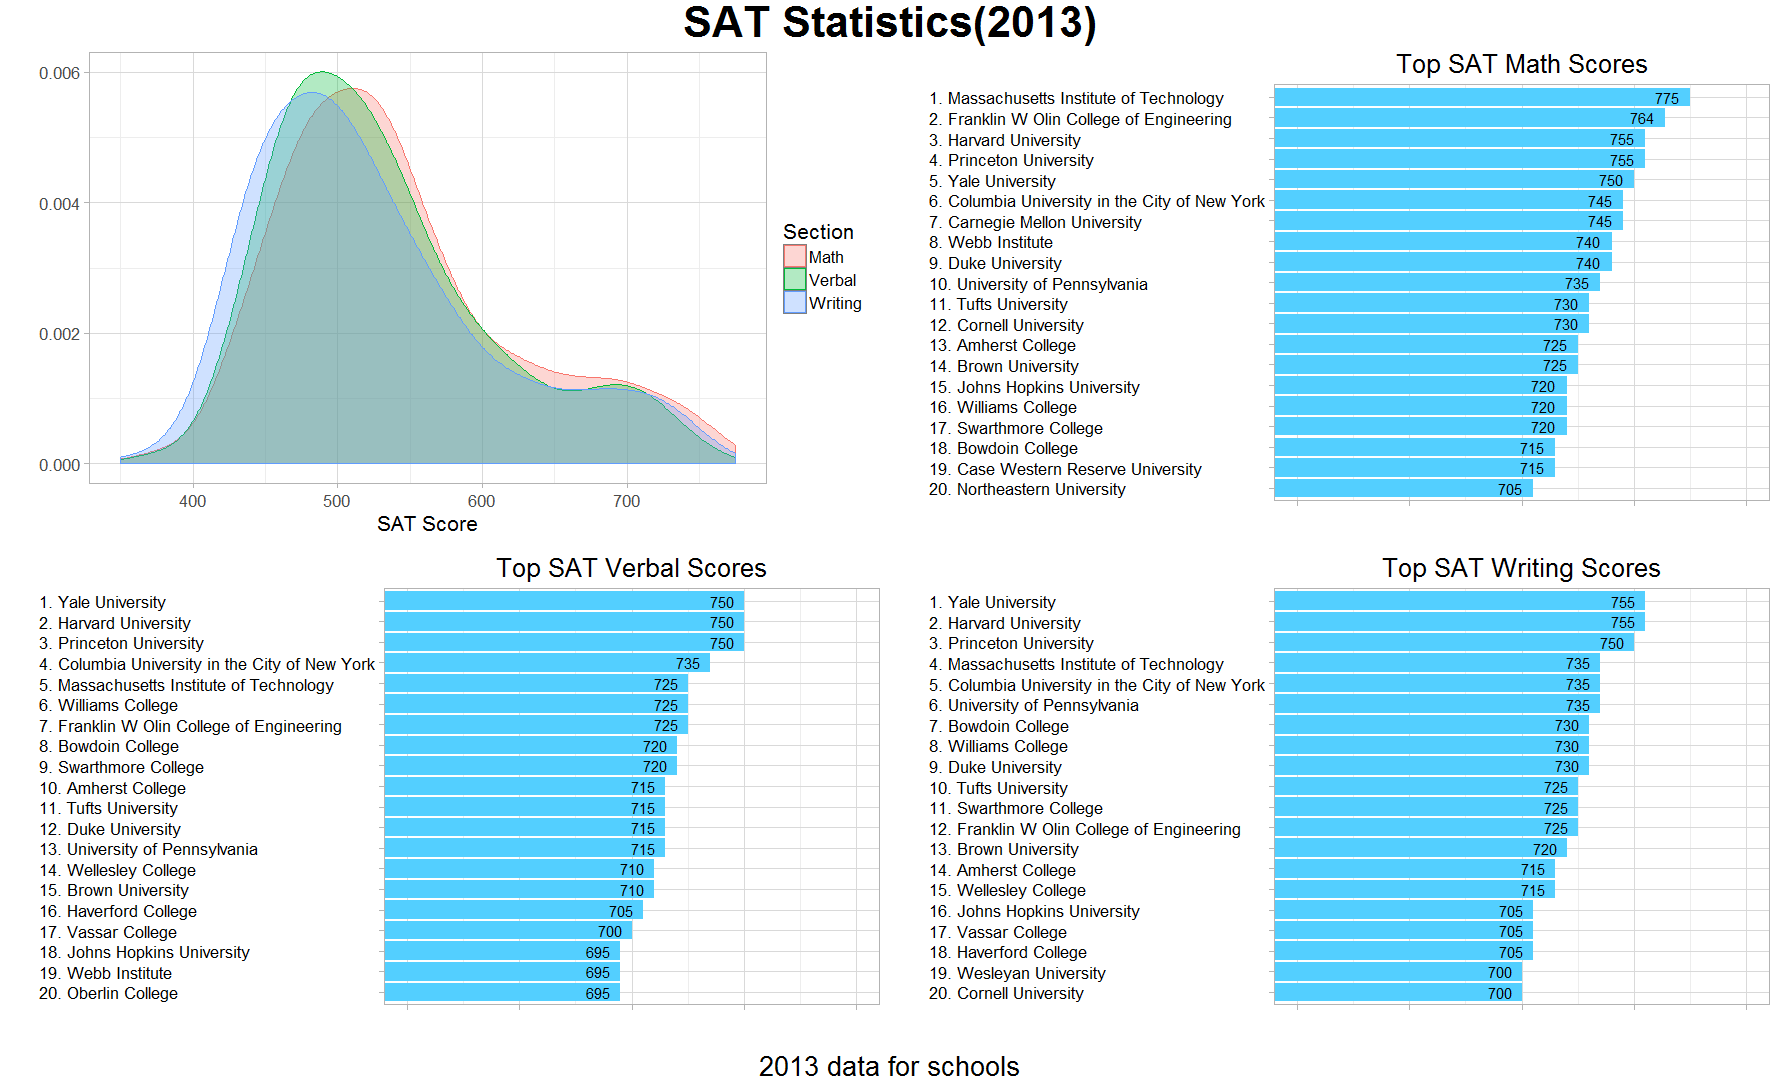 SAT Statistics(2013)
0.006
0.004
0.002
0.000
400 500 600 700
SAT Score
Section
Math
Verbal
Writing
Top SAT Math Scores
1. Massachusetts Institute of Technology 775
2. Franklin W Olin College of Engineering 764
3. Harvard University 755
4. Princeton University 755
5. Yale University 750
6. Columbia University in the City of New York 745
7. Carnegie Mellon University 745
8. Webb Institute 740
9. Duke University 740
10. University of Pennsylvania 735
11. Tufts University 730
12. Cornell University 730
13. Amherst College 725
14. Brown University 725
15. Johns Hopkins University 720
16. Williams College 720
17. Swarthmore College 720
18. Bowdoin College 715
19. Case Western Reserve University 715
20. Northeastern University 705
Top SAT Verbal Scores
1. Yale University 750
2. Harvard University 750
3. Princeton University 750
4. Columbia University in the City of New York 735
5. Massachusetts Institute of Technology 725
6. Williams College 725
7. Franklin W Olin College of Engineering 725
8. Bowdoin College 720
9. Swarthmore College 720
10. Amherst College 715
11. Tufts University 715
12. Duke University 715
13. University of Pennsylvania 715
14. Wellesley College 710
15. Brown University 710
16. Haverford College 705
17. Vassar College 700
18. Johns Hopkins University 695
19. Webb Institute 695
20. Oberlin College 695
Top SAT Writing Scores
1. Yale University 755
2. Harvard University 755
3. Princeton University 750
4. Massachusetts Institute of Technology 735
5. Columbia University in the City of New York 735
6. University of Pennsylvania 735
7. Bowdoin College 730
8. Williams College 730
9. Duke University 730
10. Tufts University 725
11. Swarthmore College 725
12. Franklin W Olin College of Engineering 725
13. Brown University 720
14. Amherst College 715
15. Wellesley College 715
16. Johns Hopkins University 705
17. Vassar College 705
18. Haverford College 705
19. Wesleyan University 700
20. Cornell University 700
2013 data for schools